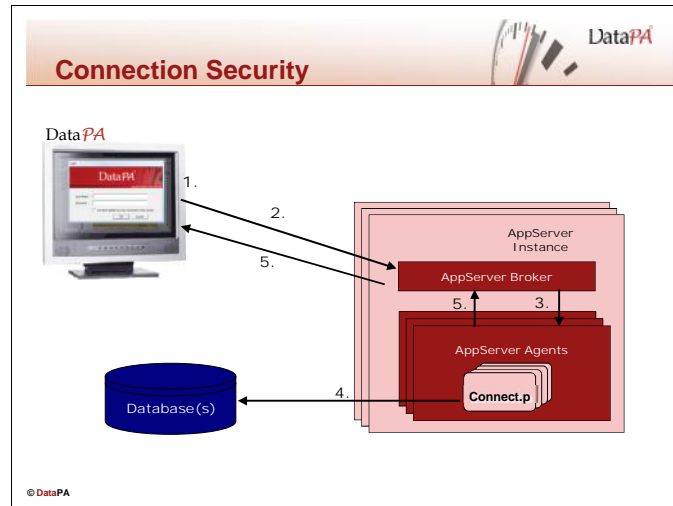 DataPA
Connection Security
DataPA
DataPA
1.
2.
5.
AppServer
Instance
AppServer Broker
5.
3.
AppServer Agents
Connect.p
4.
Database(s)
© DataPA